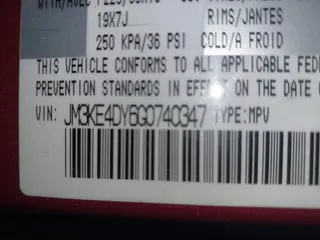 19X7J RIMS/JANTES
250 KPA/36 PSI COLD/A FROID
THIS VEHICLE CONFORMS TO ALL APPLICABLE FEDE
PREVENTION STANDARDS IN EFFECT ON THE DATE O
VIN: JM3KE4DY6G0740347 TYPE:MPV